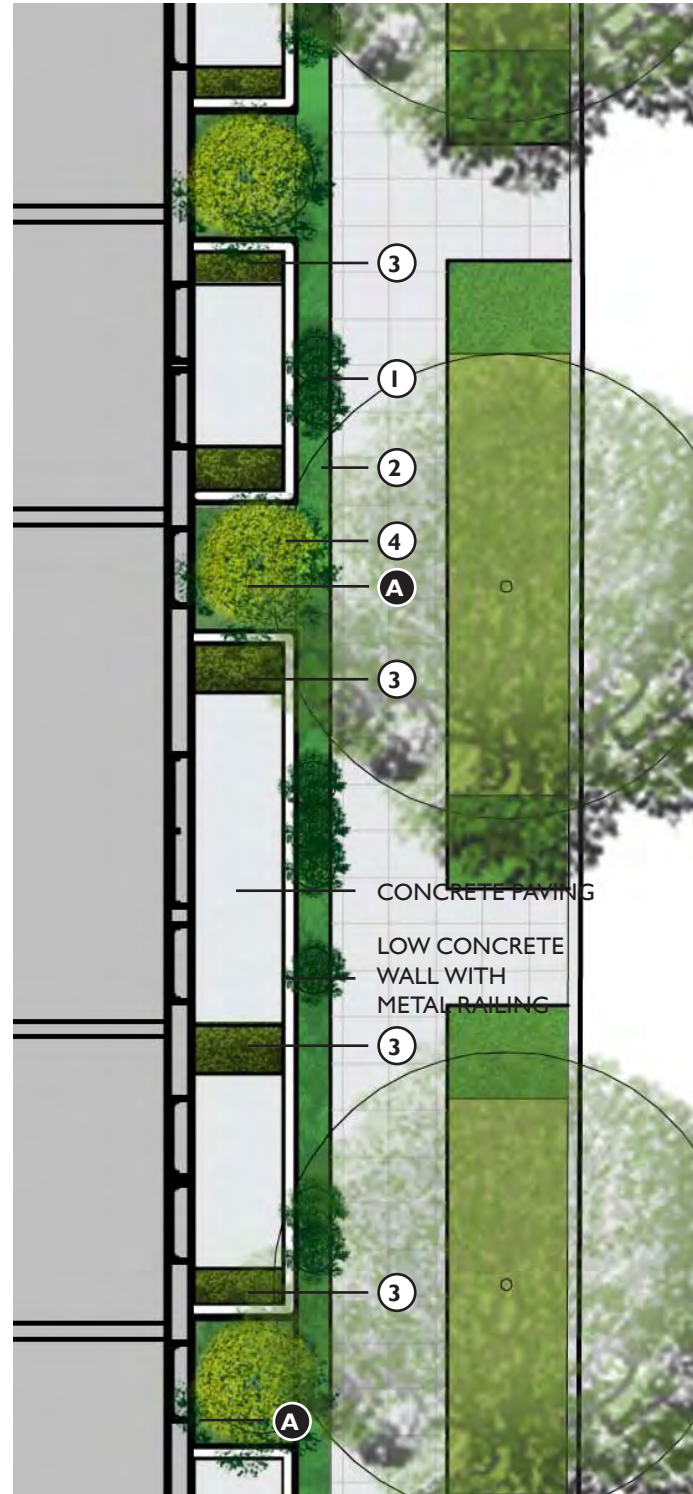 3
1
2
4
A
3
CONCRETE PAVING
LOW CONCRETE
WALL WITH
METAL RAILING
3
3
A